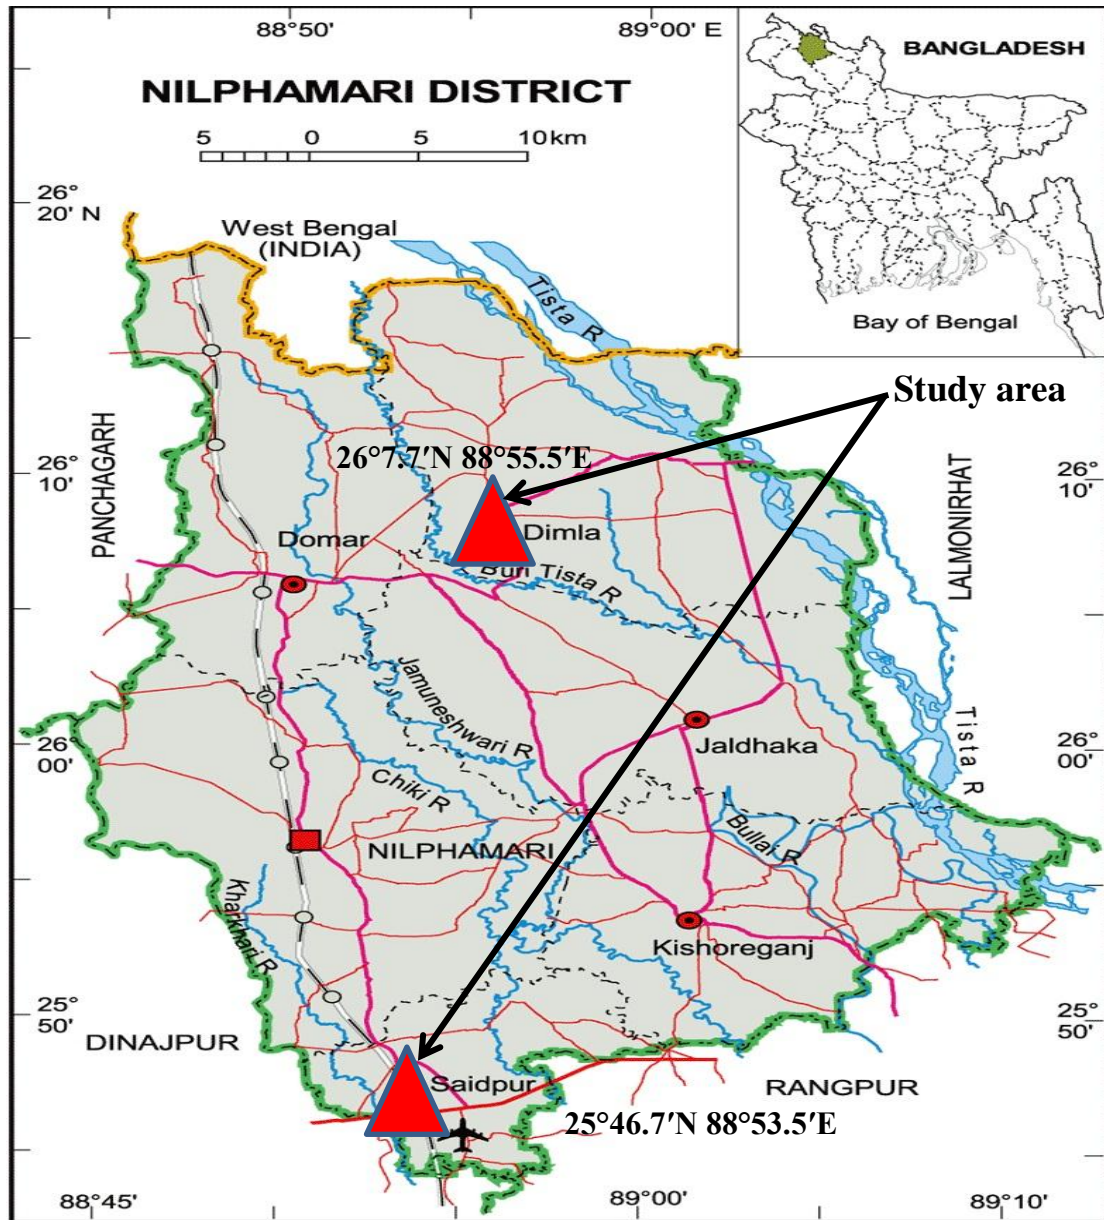 88°50'
89°00' E
BANGLADESH
NILPHAMARI DISTRICT
5 0 5 10km
26°
20' N
West Bengal
(INDIA)
Tista R
Bay of Bengal
Study area
PANCHAGARH
26°7.7′N 88°55.5′E
26°
10'
26°
10'
LALMONIRHAT
Domar
Dimla
Buri Tista R
Jamuneshwari R
Jaldhaka
Tista R
26°
00'
26°
00'
Chiki R
Bullai R
NILPHAMARI
Kharkhari R
Kishoreganj
25°
50'
25°
50'
DINAJPUR
Saidpur
RANGPUR
25°46.7′N 88°53.5′E
88°45'
89°00'
89°10'